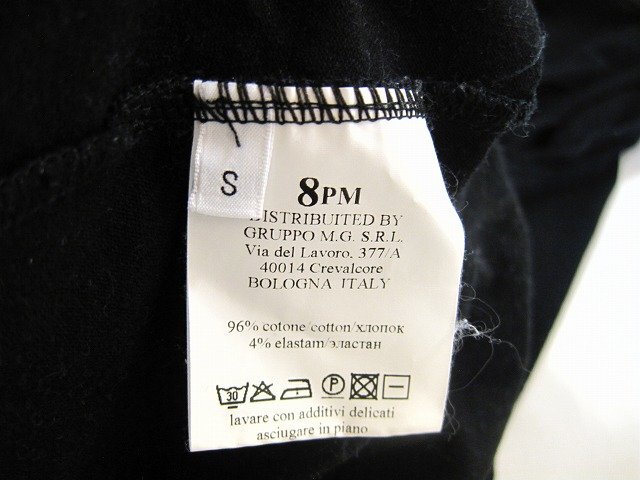 S
8PM
DISTRIBUITED BY
GRUPPO M.G. S.R.L.
Via del Lavoro, 377/A
40014 Crevalcore
BOLOGNA ITALY
96% cotone/cotton/хлопок
4% elastam/эластан
30 P
lavare con additivi delicati
asciugare in piano